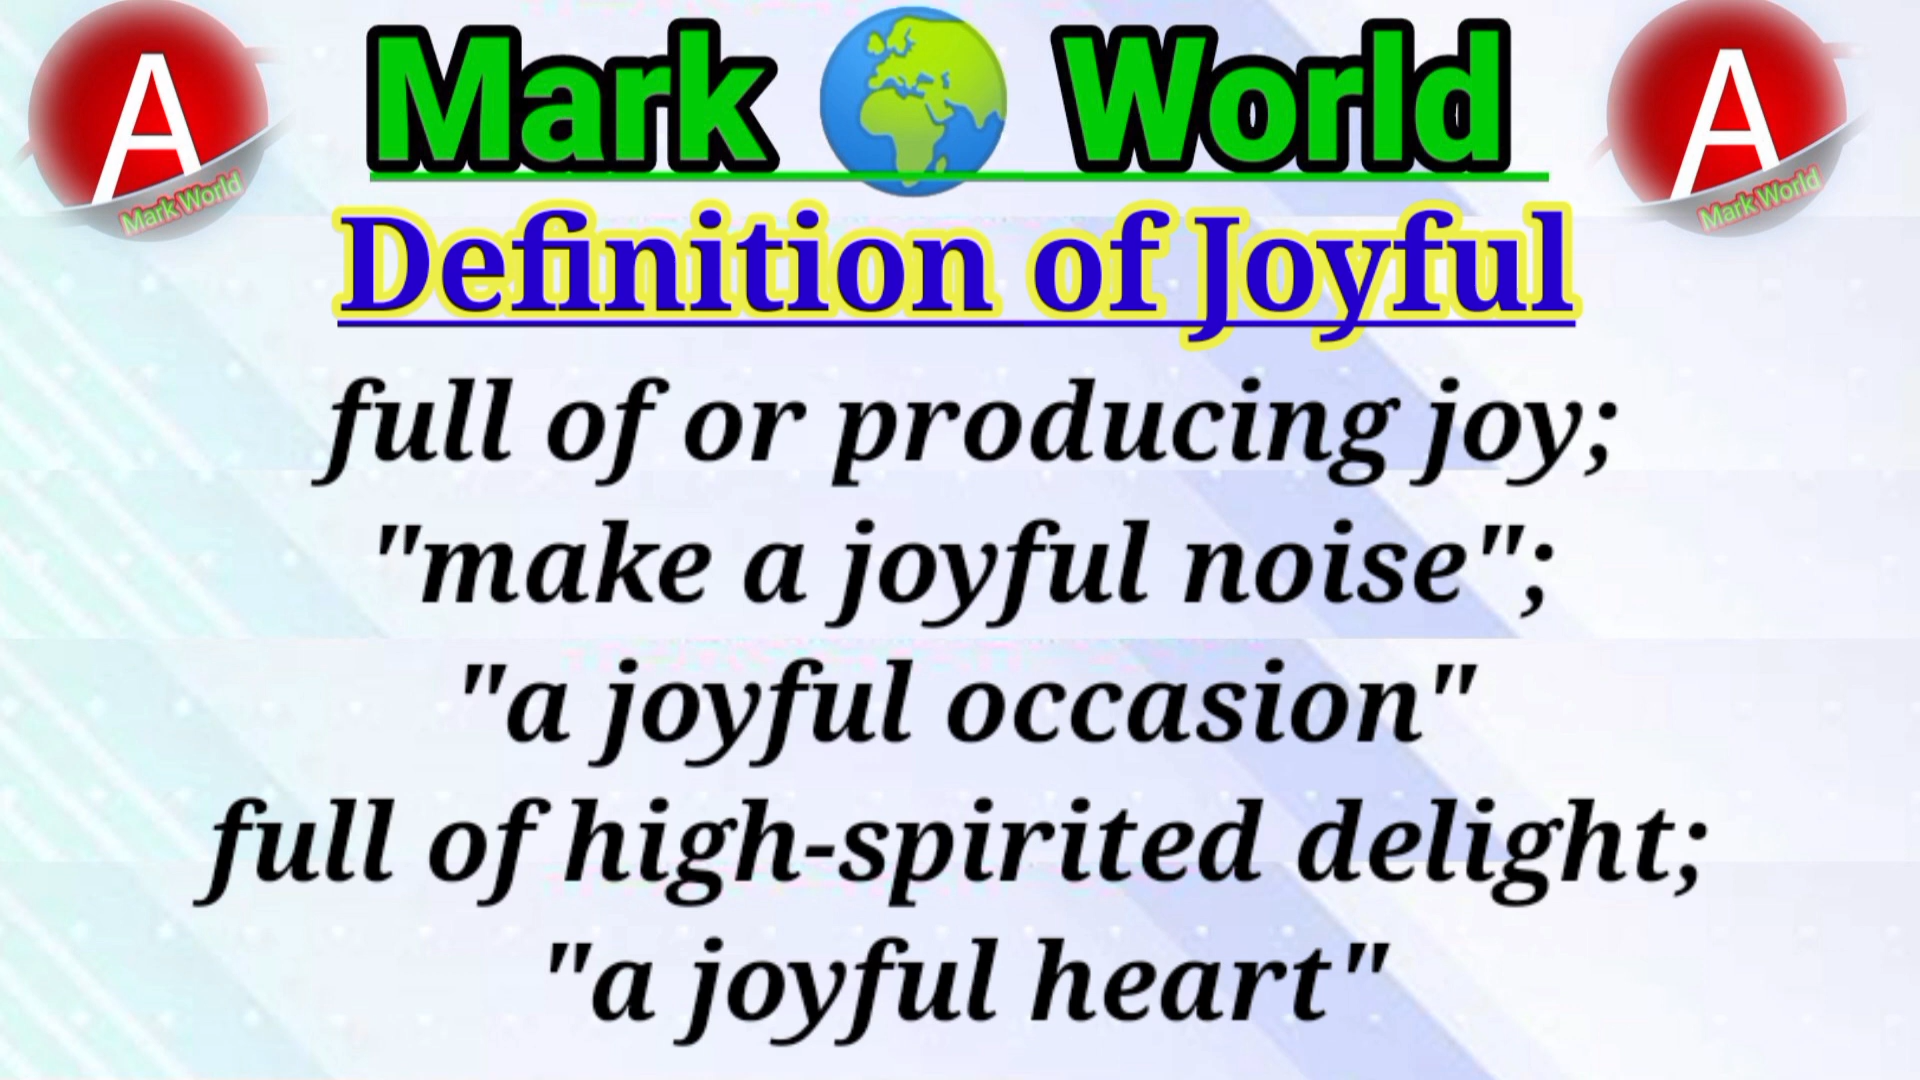 A
Mark World
Mark World
A
Mark World
Definition of Joyful
full of or producing joy;
"make a joyful noise";
"a joyful occasion"
full of high-spirited delight;
"a joyful heart"